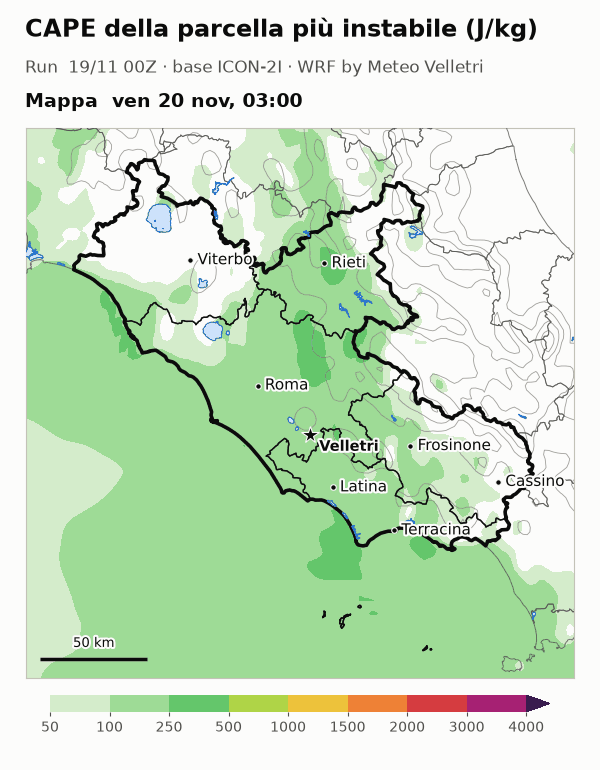 CAPE della parcella più instabile (J/kg)
Run  19/11 00Z · base ICON-2I · WRF by Meteo Velletri
Mappa  ven 20 nov, 03:00
Viterbo
Rieti
Roma
Velletri
Frosinone
Latina
Cassino
Terracina
50 km
50 100 250 500 1000 1500 2000 3000 4000